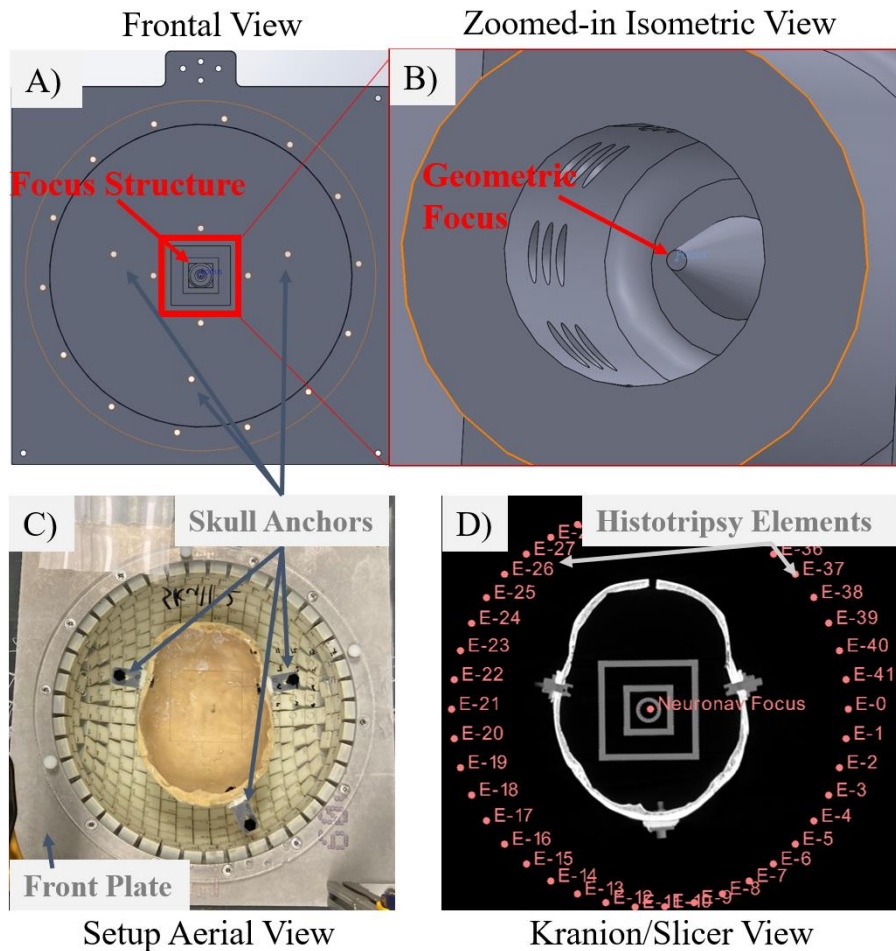 Frontal View
Zoomed-in Isometric View
A)
B)
Focus Structure
Geometric
Focus
C)
Skull Anchors
D)
Histotripsy Elements
Front Plate
E-27
E-26
E-25
E-24
E-23
E-22
E-21
E-20
E-19
E-18
E-17
E-16
E-15
E-14
E-13
E-12
E-11
E-10
E-9
E-8
E-7
E-6
E-5
E-4
E-3
E-2
E-1
E-0
E-41
E-40
E-39
E-38
E-37
E-36
Neuronav Focus
Setup Aerial View
Kranion/Slicer View